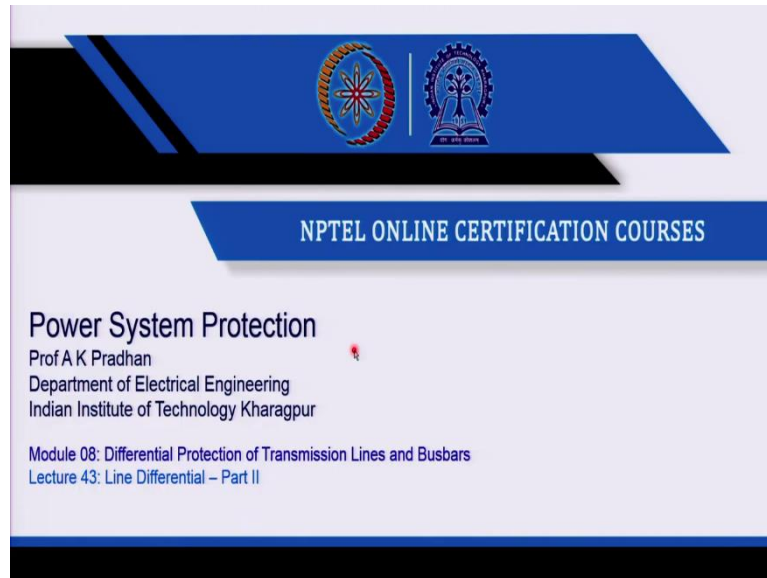 NPTEL ONLINE CERTIFICATION COURSES
Power System Protection
Prof A K Pradhan
Department of Electrical Engineering
Indian Institute of Technology Kharagpur
Module 08: Differential Protection of Transmission Lines and Busbars
Lecture 43: Line Differential – Part II